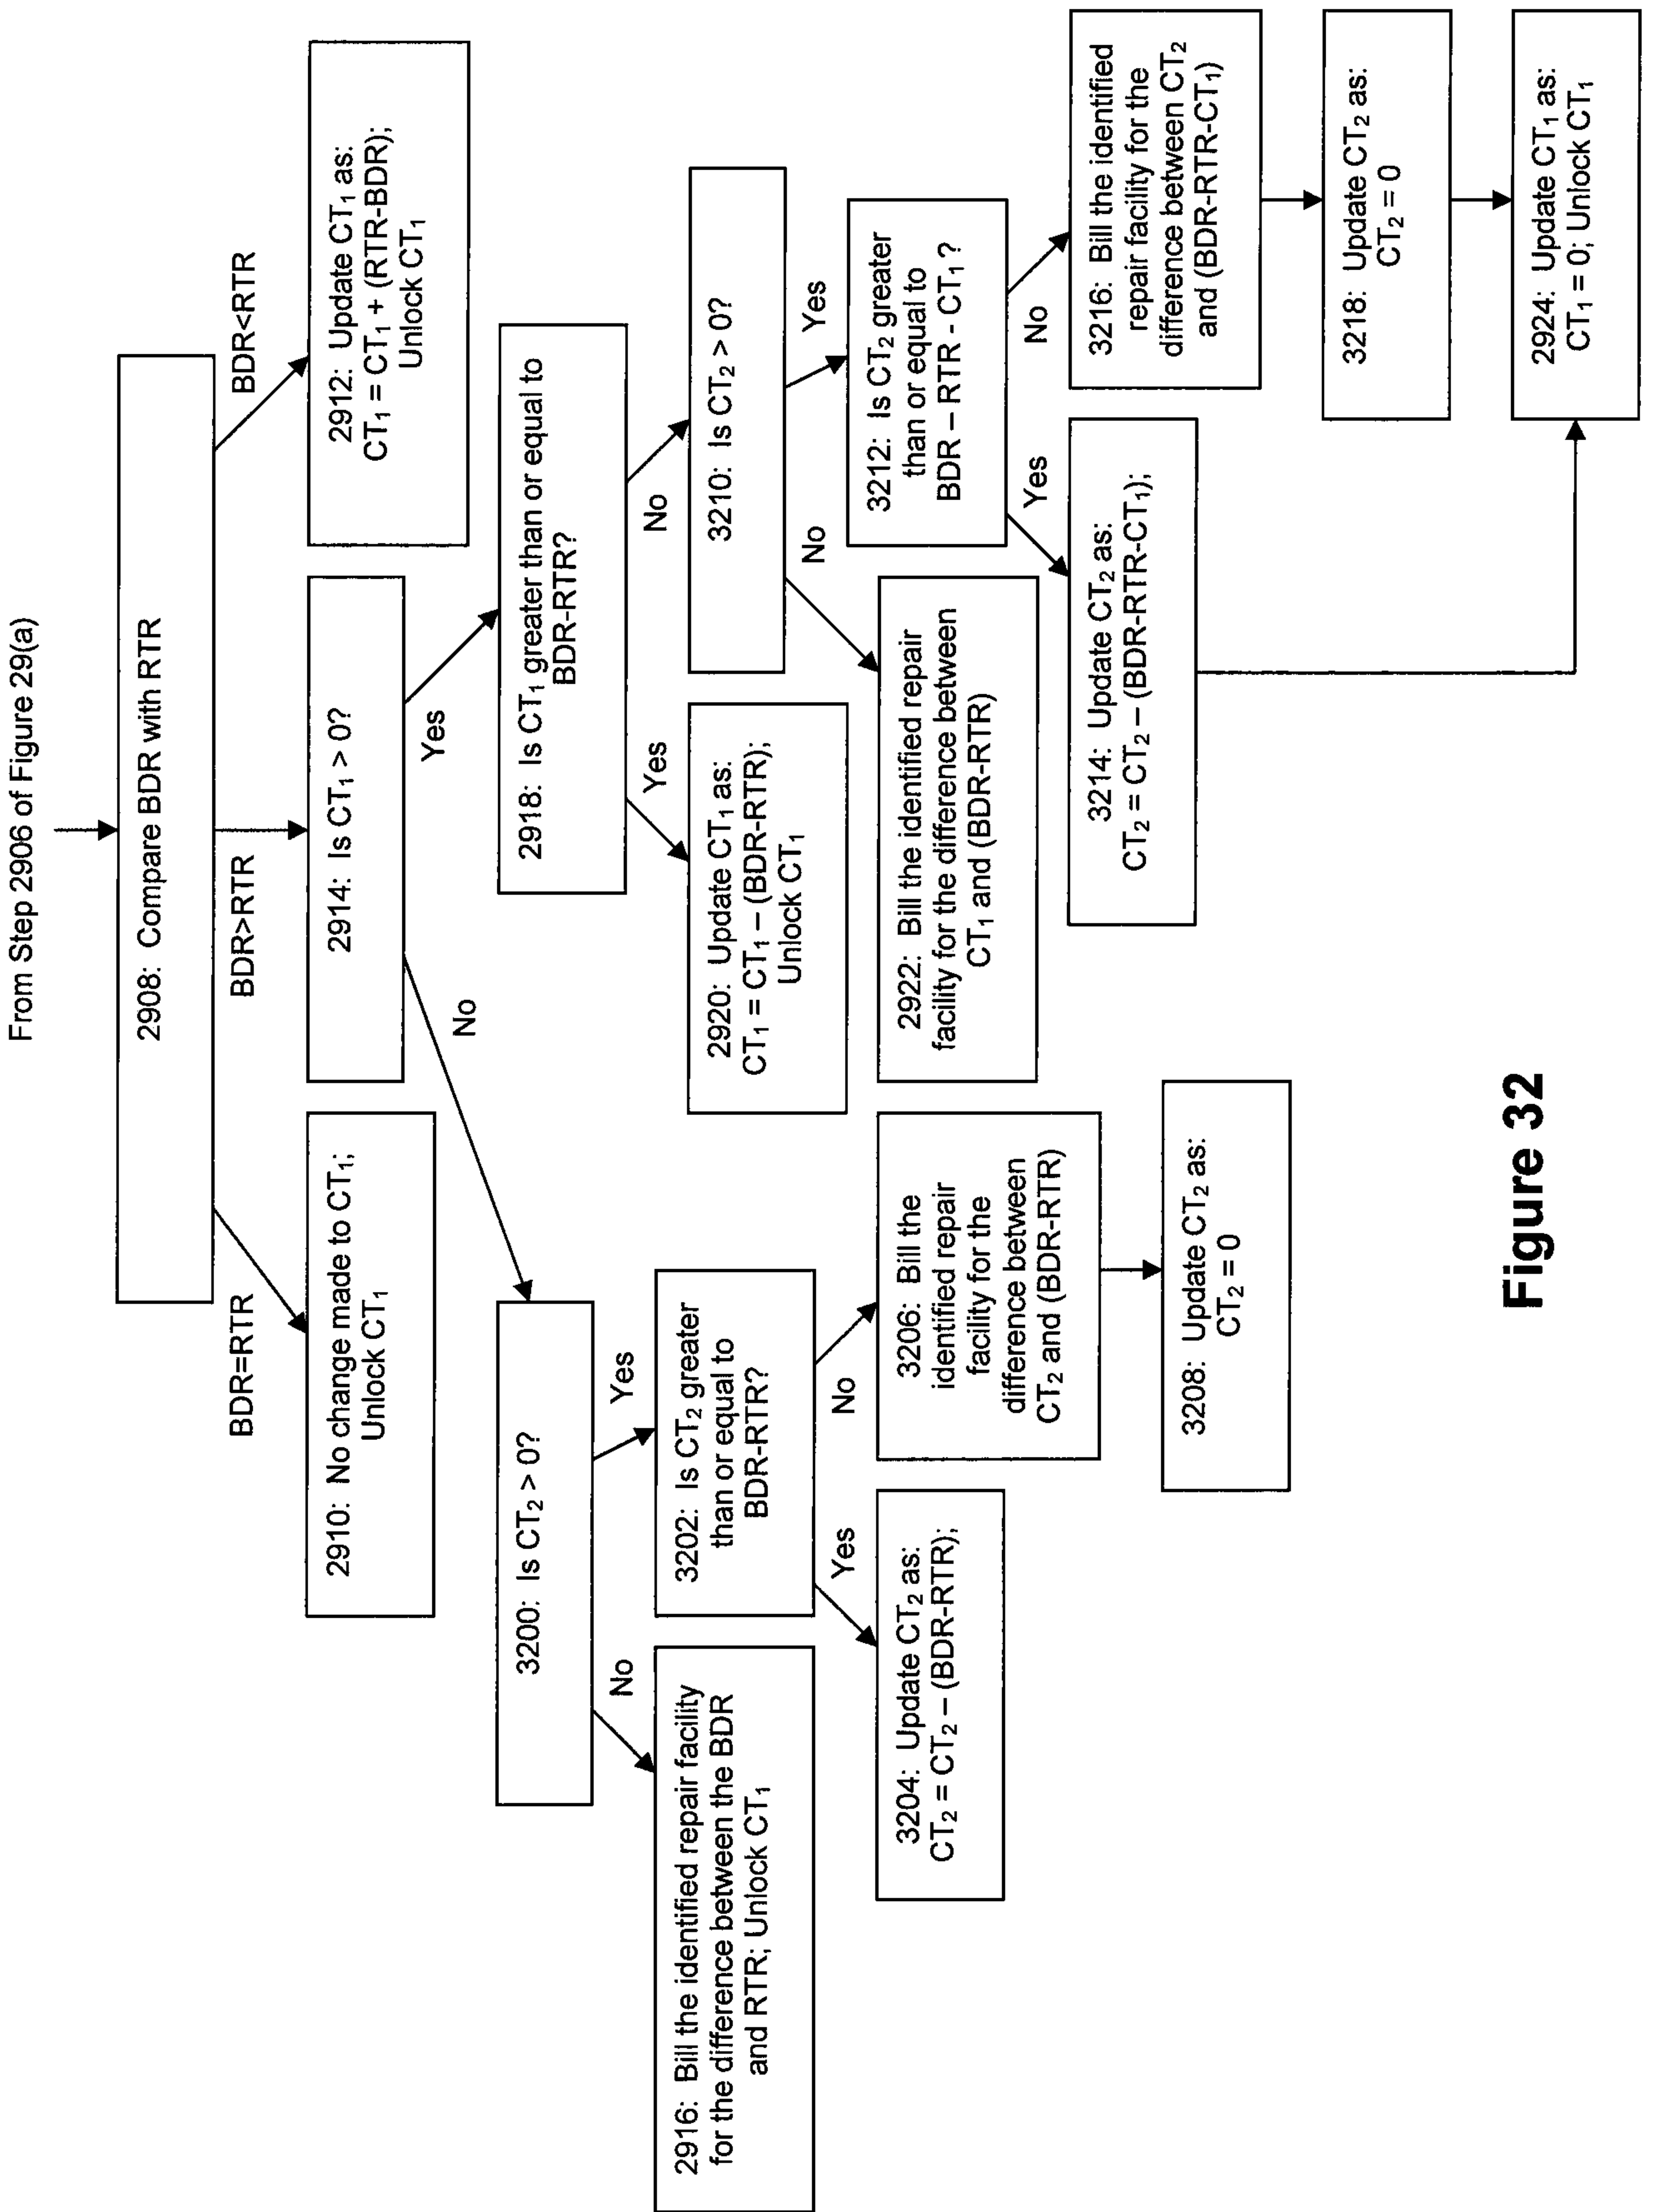 From Step 2906 of Figure 29(a)
2908: Compare BDR with RTR
BDR=RTR
BDR>RTR
BDR<RTR
2910: No change made to CT₁;
Unlock CT₁
2914: Is CT₁ > 0?
2912: Update CT₁ as:
CT₁ = CT₁ + (RTR-BDR);
Unlock CT₁
No
Yes
3200: Is CT₂ > 0?
2918: Is CT₁ greater than or equal to
BDR-RTR?
No
Yes
Yes
No
2916: Bill the identified repair facility
for the difference between the BDR
and RTR; Unlock CT₁
3202: Is CT₂ greater
than or equal to
BDR-RTR?
2920: Update CT₁ as:
CT₁ = CT₁ – (BDR-RTR);
Unlock CT₁
3210: Is CT₂ > 0?
Yes
No
No
Yes
3204: Update CT₂ as:
CT₂ = CT₂ – (BDR-RTR);
3206: Bill the
identified repair
facility for the
difference between
CT₂ and (BDR-RTR)
2922: Bill the identified repair
facility for the difference between
CT₁ and (BDR-RTR)
3212: Is CT₂ greater
than or equal to
BDR – RTR - CT₁ ?
Yes
No
3208: Update CT₂ as:
CT₂ = 0
3214: Update CT₂ as:
CT₂ = CT₂ – (BDR-RTR-CT₁);
3216: Bill the identified
repair facility for the
difference between CT₂
and (BDR-RTR-CT₁)
3218: Update CT₂ as:
CT₂ = 0
2924: Update CT₁ as:
CT₁ = 0; Unlock CT₁
Figure 32